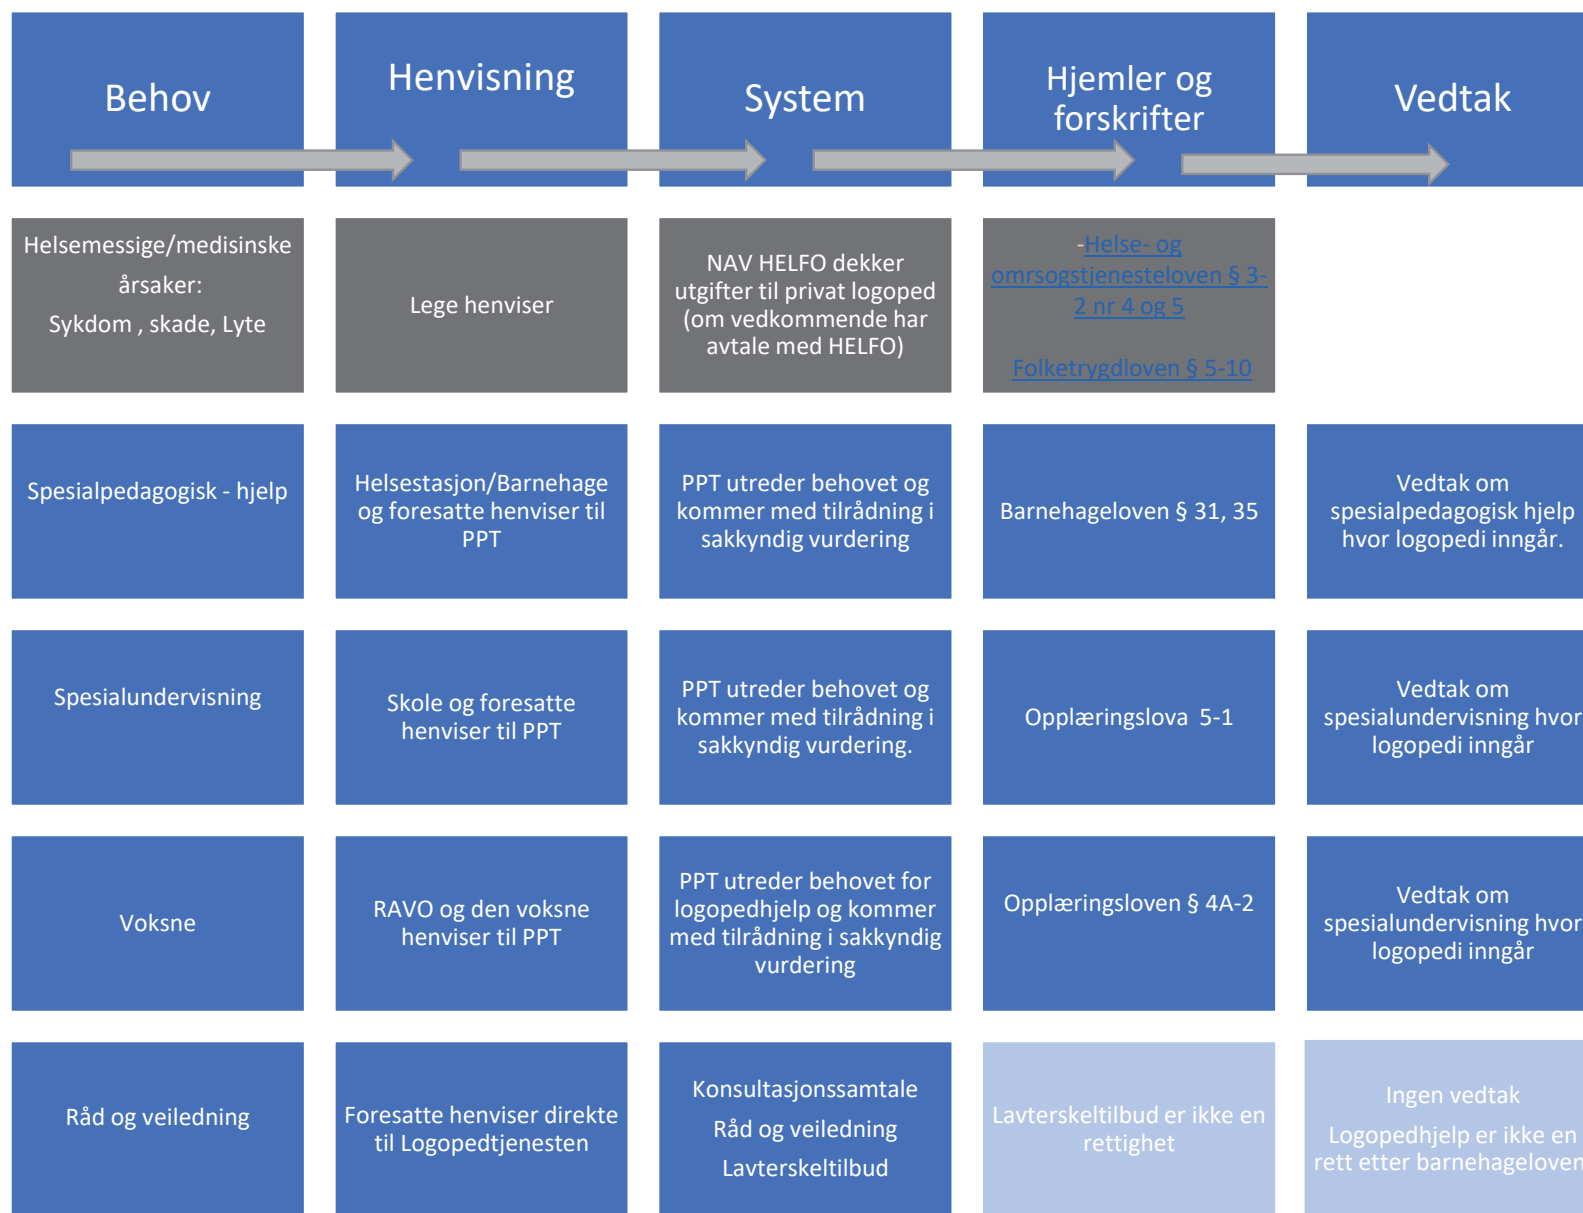 Behov
Henvisning
System
Hjemler og
forskrifter
Vedtak
Helsemessige/medisinske
årsaker:
Sykdom , skade, Lyte
Lege henviser
NAV HELFO dekker
utgifter til privat logoped
(om vedkommende har
avtale med HELFO)
-Helse- og
omrsogstjenesteloven § 3-
2 nr 4 og 5
Folketrygdloven § 5-10
Spesialpedagogisk - hjelp
Helsestasjon/Barnehage
og foresatte henviser til
PPT
PPT utreder behovet og
kommer med tilrådning i
sakkyndig vurdering
Barnehageloven § 31, 35
Vedtak om
spesialpedagogisk hjelp
hvor logopedi inngår.
Spesialundervisning
Skole og foresatte
henviser til PPT
PPT utreder behovet og
kommer med tilrådning i
sakkyndig vurdering.
Opplæringslova 5-1
Vedtak om
spesialundervisning hvor
logopedi inngår
Voksne
RAVO og den voksne
henviser til PPT
PPT utreder behovet for
logopedhjelp og kommer
med tilrådning i sakkyndig
vurdering
Opplæringsloven § 4A-2
Vedtak om
spesialundervisning hvor
logopedi inngår
Råd og veiledning
Foresatte henviser direkte
til Logopedtjenesten
Konsultasjonssamtale
Råd og veiledning
Lavterskeltilbud
Lavterskeltilbud er ikke en
rettighet
Ingen vedtak
Logopedhjelp er ikke en
rett etter barnehageloven